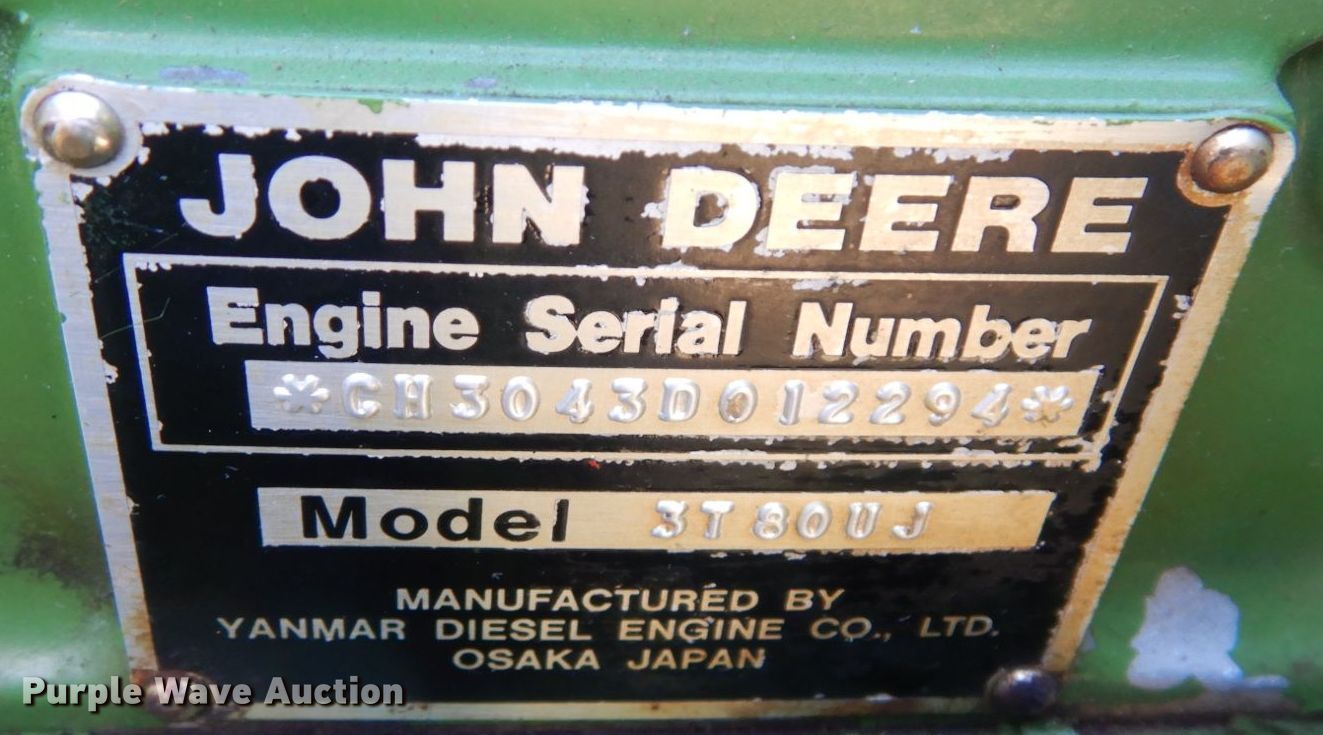 JOHN DEERE
Engine Serial Number
*CH3043D012294*
Model 3T80UJ
MANUFACTURED BY
YANMAR DIESEL ENGINE CO., LTD.
OSAKA JAPAN
Purple Wave Auction